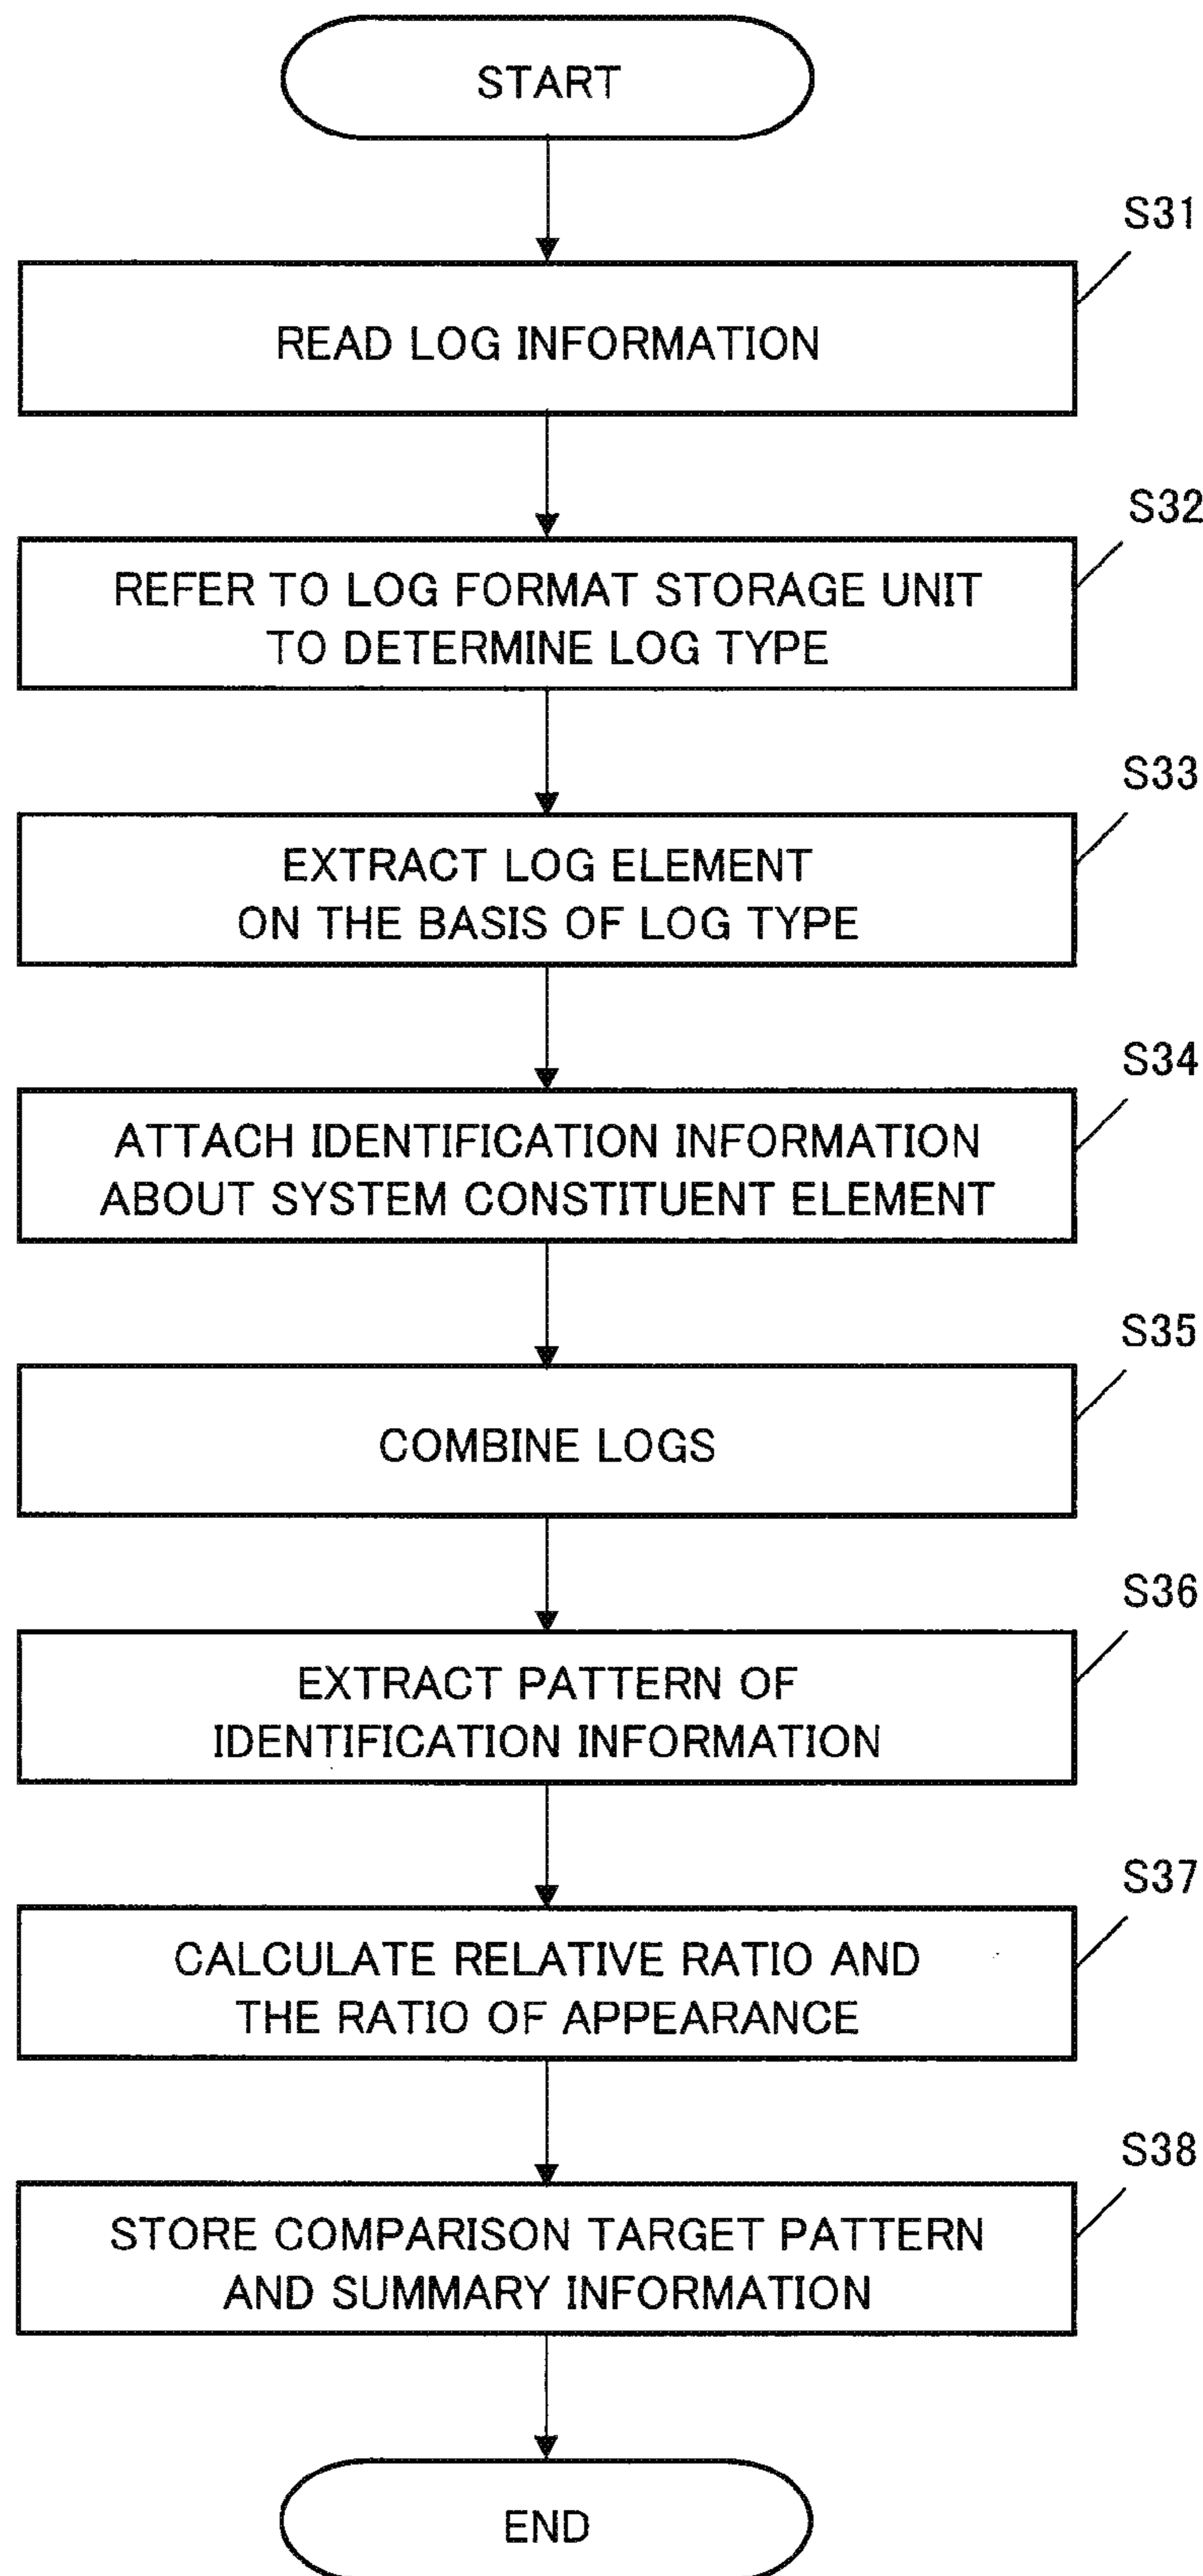 START
S31
READ LOG INFORMATION
S32
REFER TO LOG FORMAT STORAGE UNIT
TO DETERMINE LOG TYPE
S33
EXTRACT LOG ELEMENT
ON THE BASIS OF LOG TYPE
S34
ATTACH IDENTIFICATION INFORMATION
ABOUT SYSTEM CONSTITUENT ELEMENT
S35
COMBINE LOGS
S36
EXTRACT PATTERN OF
IDENTIFICATION INFORMATION
S37
CALCULATE RELATIVE RATIO AND
THE RATIO OF APPEARANCE
S38
STORE COMPARISON TARGET PATTERN
AND SUMMARY INFORMATION
END